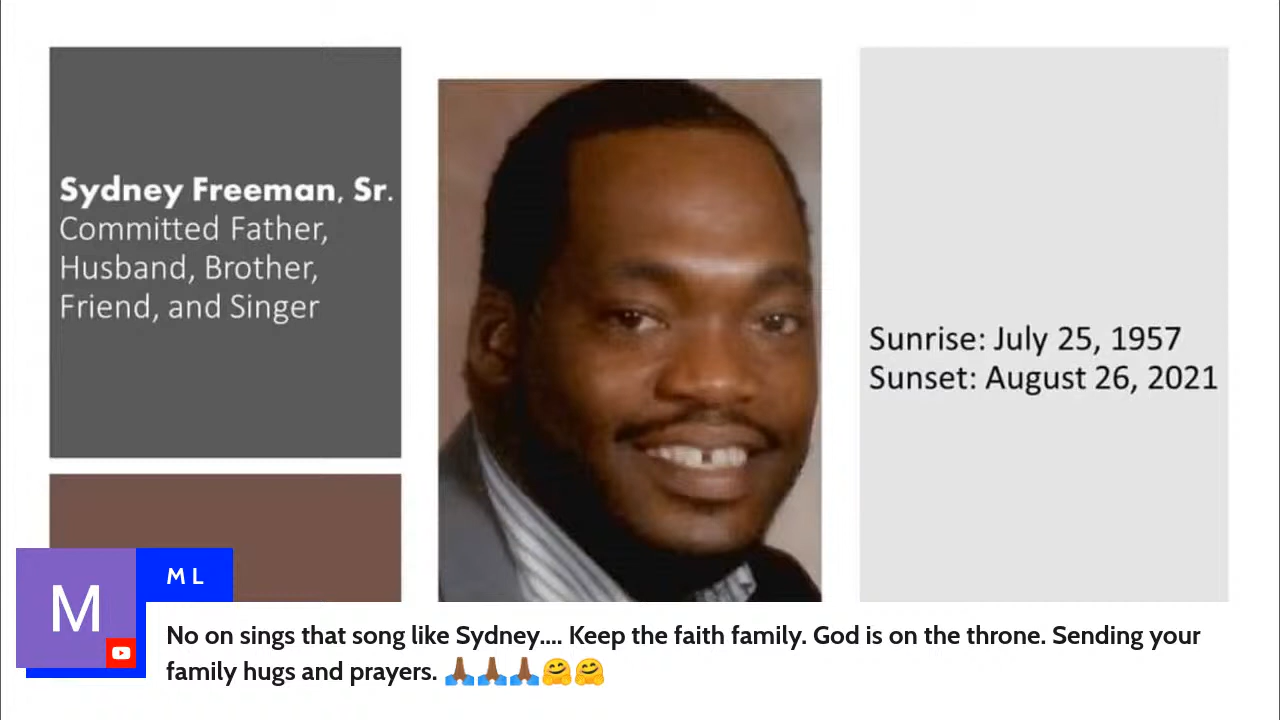 Sydney Freeman, Sr.
Committed Father,
Husband, Brother,
Friend, and Singer
Sunrise: July 25, 1957
Sunset: August 26, 2021
M
M L
No on sings that song like Sydney.... Keep the faith family. God is on the throne. Sending your
family hugs and prayers. 🙏🏾🙏🏾🙏🏾🤗🤗